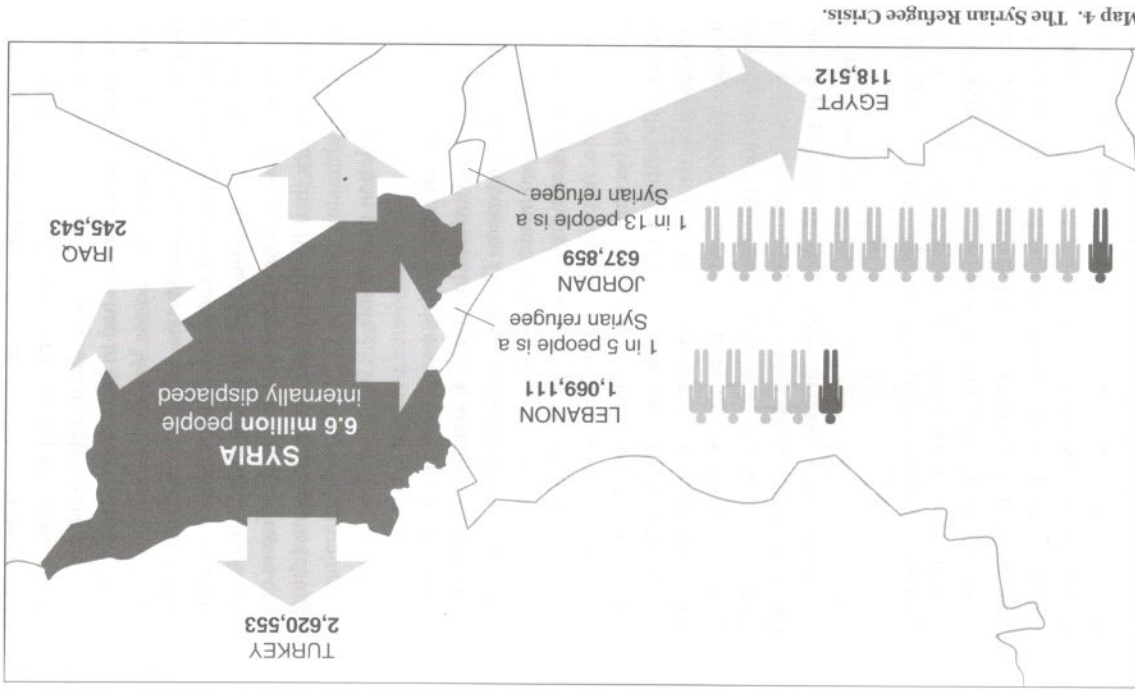 TURKEY
2,620,553
SYRIA
6.6 million people
internally displaced
LEBANON
1,069,111
1 in 5 people is a
Syrian refugee
JORDAN
637,859
1 in 13 people is a
Syrian refugee
IRAQ
245,543
EGYPT
118,512
Map 4. The Syrian Refugee Crisis.